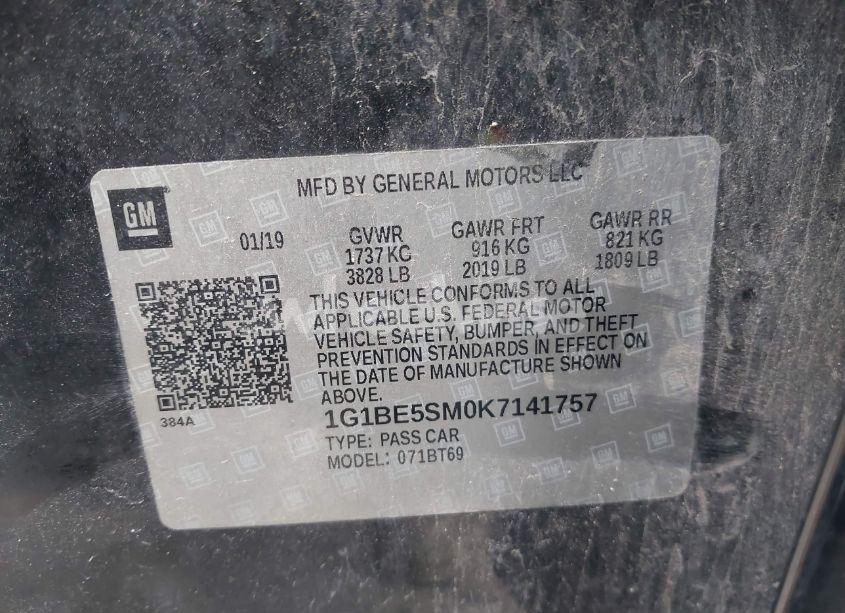 MFD BY GENERAL MOTORS LLC
GM
01/19
GVWR
1737 KG
3828 LB
GAWR FRT
916 KG
2019 LB
GAWR RR
821 KG
1809 LB
THIS VEHICLE CONFORMS TO ALL
APPLICABLE U.S. FEDERAL MOTOR
VEHICLE SAFETY, BUMPER, AND THEFT
PREVENTION STANDARDS IN EFFECT ON
THE DATE OF MANUFACTURE SHOWN
ABOVE.
384A
1G1BE5SM0K7141757
TYPE: PASS CAR
MODEL: 071BT69